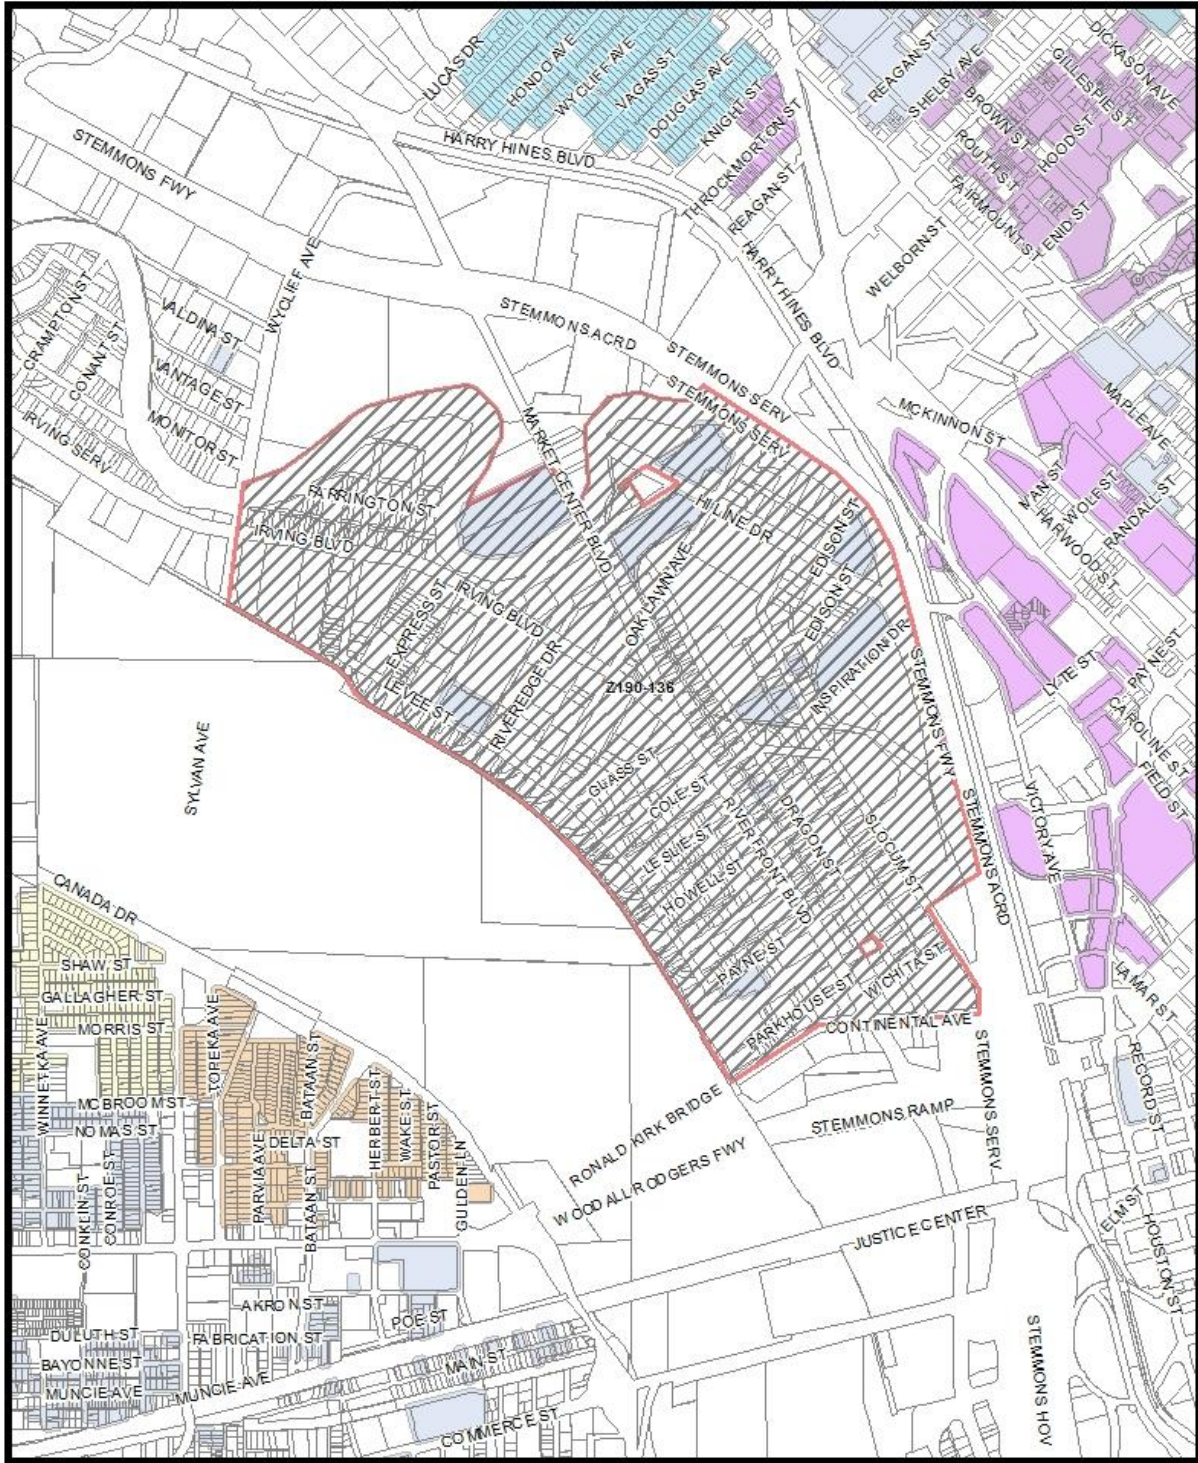 LUCAS DR
HONDO AVE
WYCLIFF AVE
VAGAS ST
DOUGLAS AVE
KNIGHT ST
THROCKMORTON ST
REAGAN ST
REAGAN ST
SHELBY AVE
BROWN ST
ROUTH ST
FAIRMOUNT ST
HOOD ST
ENID ST
GILLESPIE ST
DICKASON AVE
STEMMONS FWY
HARRY HINES BLVD
HARRY HINES BLVD
WELBORN ST
WYCLIFF AVE
CRAMPTON ST
CONANT ST
VALDINA ST
VANTAGE ST
MONITOR ST
IRVING SERV
STEMMONS ACRD
STEMMONS SERV
STEMMONS SERV
MCKINNON ST
MAPLE AVE
WOLF ST
RANDALL ST
HARWOOD ST
MARKET CENTER BLVD
FARRINGTON ST
IRVING BLVD
IRVING BLVD
HI LINE DR
OAK LAWN AVE
EDISON ST
EDISON ST
INSPIRATION DR
EXPRESS ST
LEVEE ST
RIVEREDGE DR
Z190-136
STEMMONS FWY
LYTE ST
PAYNE ST
CAROLINE ST
FIELD ST
SYLVAN AVE
GLASS ST
COLE ST
LESLIE ST
HOWELL ST
RIVERFRONT BLVD
DRAGON ST
SLOCUM ST
STEMMONS ACRD
VICTORY AVE
CANADA DR
PAYNE ST
PARKHOUSE ST
WICHITA ST
CONTINENTAL AVE
LAMAR ST
SHAW ST
GALLAGHER ST
MORRIS ST
WINNETKA AVE
TOPEKA AVE
BATAAN ST
MCBROOM ST
NOMAS ST
DELTA ST
HERBERT ST
WAKE ST
PASTOR ST
GULDEN LN
PARVIA AVE
BATAAN ST
CONKLIN ST
CONROE ST
RONALD KIRK BRIDGE
WOODALL RODGERS FWY
STEMMONS RAMP
STEMMONS SERV
RECORD ST
ELM ST
HOUSTON ST
JUSTICE CENTER
AKRON ST
FABRICATION ST
POE ST
DULUTH ST
BAYONNE ST
MUNCIE AVE
MUNCIE AVE
MAIN ST
COMMERCE ST
STEMMONS HOV